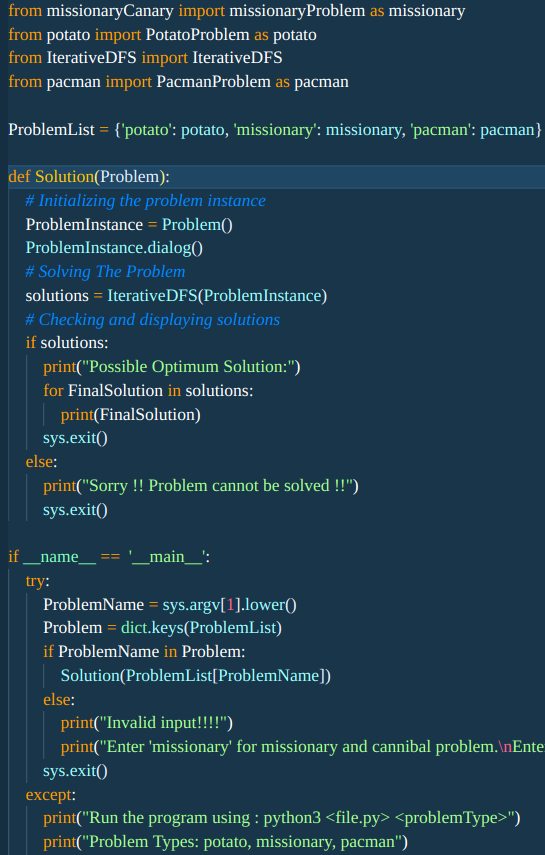 from missionaryCanary import missionaryProblem as missionary
from potato import PotatoProblem as potato
from IterativeDFS import IterativeDFS
from pacman import PacmanProblem as pacman
ProblemList = {'potato': potato, 'missionary': missionary, 'pacman': pacman}
def Solution(Problem):
# Initializing the problem instance
ProblemInstance = Problem()
ProblemInstance.dialog()
# Solving The Problem
solutions = IterativeDFS(ProblemInstance)
# Checking and displaying solutions
if solutions:
print("Possible Optimum Solution:")
for FinalSolution in solutions:
print(FinalSolution)
sys.exit()
else:
print("Sorry !! Problem cannot be solved !!")
sys.exit()
if __name__ == '__main__':
try:
ProblemName = sys.argv[1].lower()
Problem = dict.keys(ProblemList)
if ProblemName in Problem:
Solution(ProblemList[ProblemName])
else:
print("Invalid input!!!!")
print("Enter 'missionary' for missionary and cannibal problem.\nEnter
sys.exit()
except:
print("Run the program using : python3 <file.py> <problemType>")
print("Problem Types: potato, missionary, pacman")